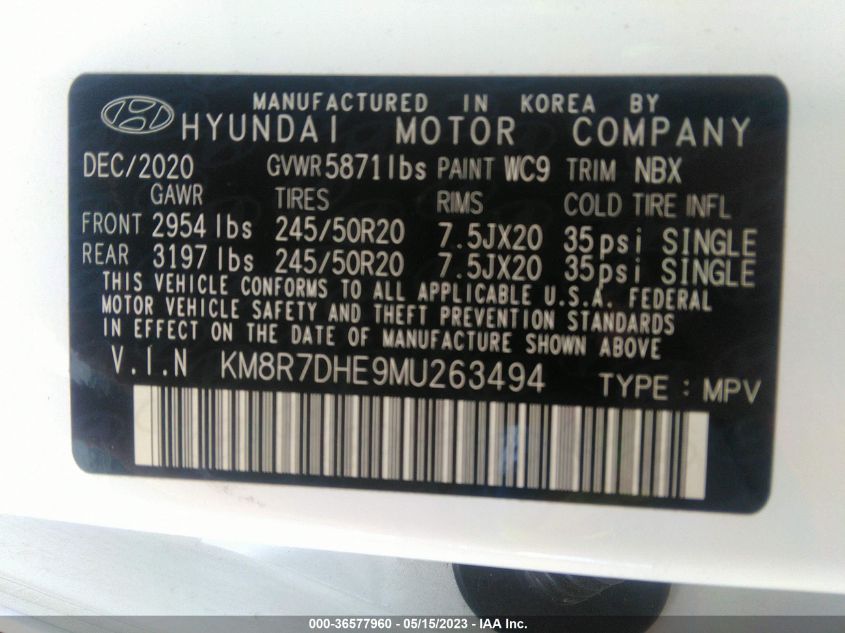 MANUFACTURED IN KOREA BY
HYUNDAI MOTOR COMPANY
DEC/2020 GVWR 5871 lbs PAINT WC9 TRIM NBX
GAWR TIRES RIMS COLD TIRE INFL
FRONT 2954 lbs 245/50R20 7.5JX20 35psi SINGLE
REAR 3197 lbs 245/50R20 7.5JX20 35psi SINGLE
THIS VEHICLE CONFORMS TO ALL APPLICABLE U.S.A. FEDERAL
MOTOR VEHICLE SAFETY AND THEFT PREVENTION STANDARDS
IN EFFECT ON THE DATE OF MANUFACTURE SHOWN ABOVE
V.I.N KM8R7DHE9MU263494 TYPE : MPV
000-36577960 - 05/15/2023 - IAA Inc.